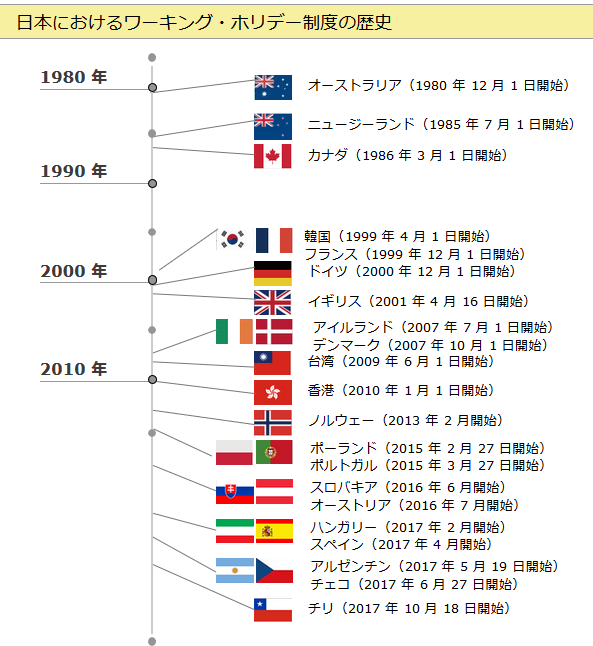 日本におけるワーキング・ホリデー制度の歴史
1980 年
オーストラリア（1980 年 12 月 1 日開始）
ニュージーランド（1985 年 7 月 1 日開始）
カナダ（1986 年 3 月 1 日開始）
1990 年
韓国（1999 年 4 月 1 日開始）
フランス（1999 年 12 月 1 日開始）
2000 年
ドイツ（2000 年 12 月 1 日開始）
イギリス（2001 年 4 月 16 日開始）
アイルランド（2007 年 7 月 1 日開始）
デンマーク（2007 年 10 月 1 日開始）
台湾（2009 年 6 月 1 日開始）
2010 年
香港（2010 年 1 月 1 日開始）
ノルウェー（2013 年 2 月開始）
ポーランド（2015 年 2 月 27 日開始）
ポルトガル（2015 年 3 月 27 日開始）
スロバキア（2016 年 6 月開始）
オーストリア（2016 年 7 月開始）
ハンガリー（2017 年 2 月開始）
スペイン（2017 年 4 月開始）
アルゼンチン（2017 年 5 月 19 日開始）
チェコ（2017 年 6 月 27 日開始）
チリ（2017 年 10 月 18 日開始）